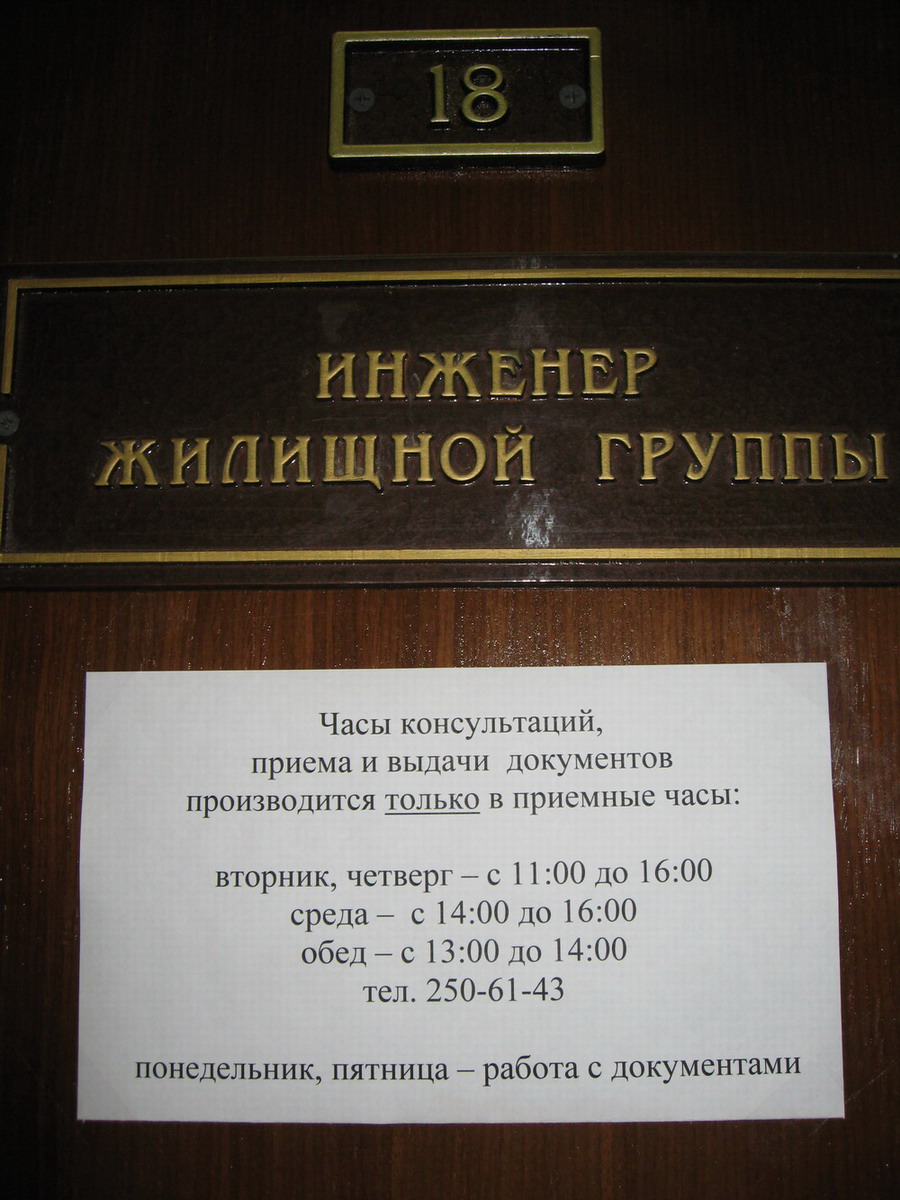 18
ИНЖЕНЕР
ЖИЛИЩНОЙ ГРУППЫ
Часы консультаций,
приема и выдачи документов
производится только в приемные часы:
вторник, четверг – с 11:00 до 16:00
среда – с 14:00 до 16:00
обед – с 13:00 до 14:00
тел. 250-61-43
понедельник, пятница – работа с документами